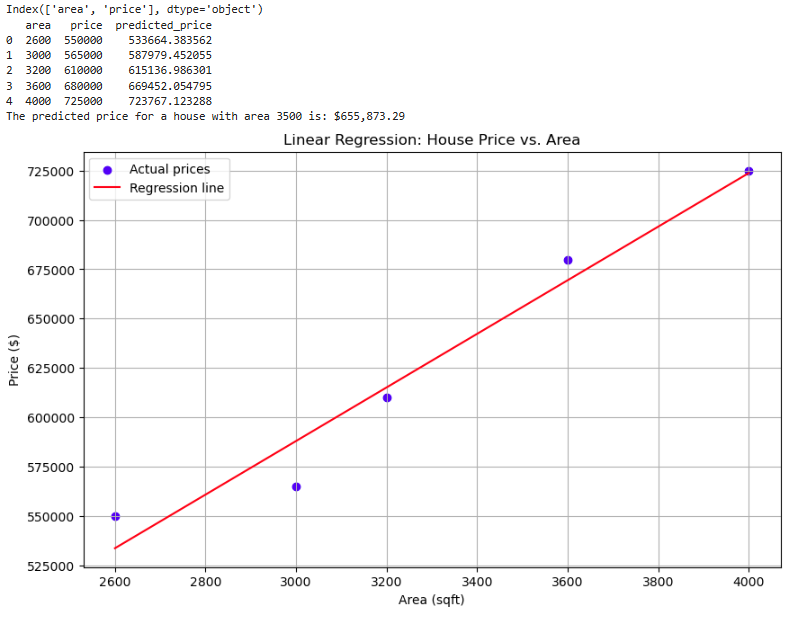 Index(['area', 'price'], dtype='object')
area price predicted_price
0 2600 550000 533664.383562
1 3000 565000 587979.452055
2 3200 610000 615136.986301
3 3600 680000 669452.054795
4 4000 725000 723767.123288
The predicted price for a house with area 3500 is: $655,873.29
Linear Regression: House Price vs. Area
Actual prices
Regression line
725000
700000
675000
650000
625000
600000
575000
550000
525000
Price ($)
2600 2800 3000 3200 3400 3600 3800 4000
Area (sqft)